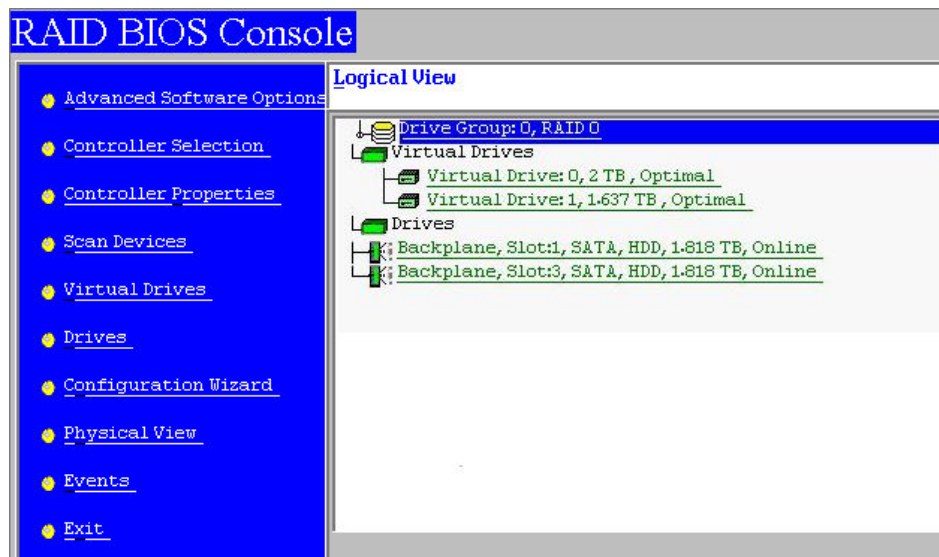 RAID BIOS Console
Advanced Software Options
Controller Selection
Controller Properties
Scan Devices
Virtual Drives
Drives
Configuration Wizard
Physical View
Events
Exit
Logical View
Drive Group: 0, RAID 0
Virtual Drives
Virtual Drive: 0, 2 TB , Optimal
Virtual Drive: 1, 1.637 TB , Optimal
Drives
Backplane, Slot:1, SATA, HDD, 1.818 TB, Online
Backplane, Slot:3, SATA, HDD, 1.818 TB, Online